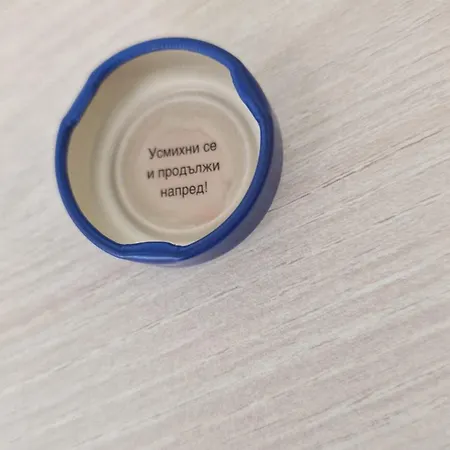 Усмихни се
и продължи
напред!